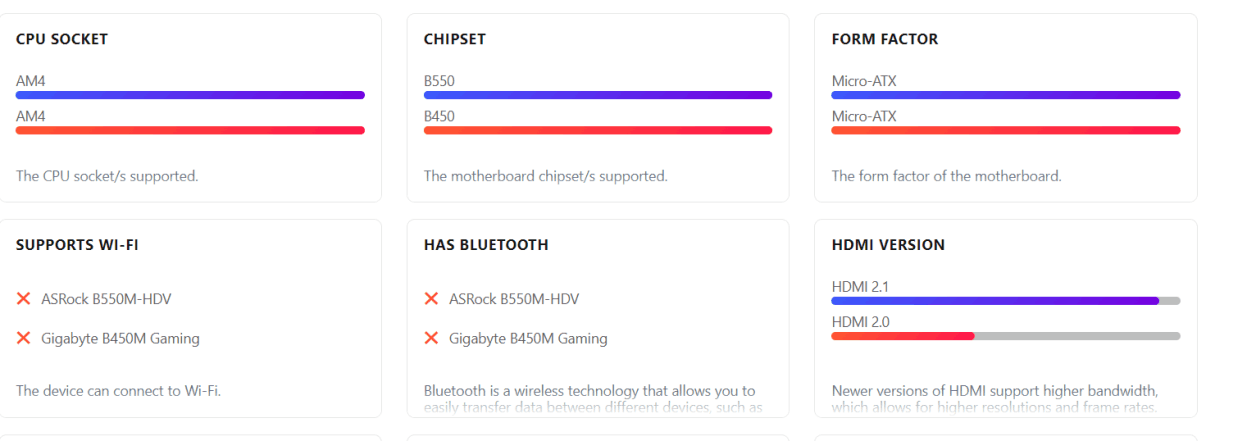 CPU SOCKET
AM4
AM4
The CPU socket/s supported.
CHIPSET
B550
B450
The motherboard chipset/s supported.
FORM FACTOR
Micro-ATX
Micro-ATX
The form factor of the motherboard.
SUPPORTS WI-FI
ASRock B550M-HDV
Gigabyte B450M Gaming
The device can connect to Wi-Fi.
HAS BLUETOOTH
ASRock B550M-HDV
Gigabyte B450M Gaming
Bluetooth is a wireless technology that allows you to
easily transfer data between different devices, such as
HDMI VERSION
HDMI 2.1
HDMI 2.0
Newer versions of HDMI support higher bandwidth,
which allows for higher resolutions and frame rates.